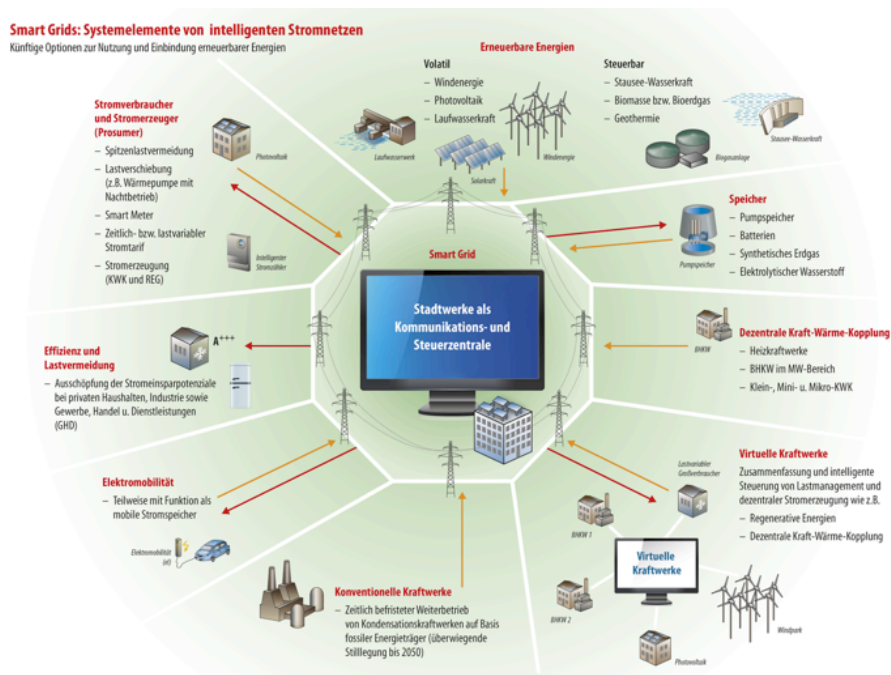 Smart Grids: Systemelemente von intelligenten Stromnetzen
Künftige Optionen zur Nutzung und Einbindung erneuerbarer Energien
Erneuerbare Energien
Volatil
– Windenergie
– Photovoltaik
– Laufwasserkraft
Steuerbar
– Stausee-Wasserkraft
– Biomasse bzw. Bioerdgas
– Geothermie
Laufwasserwerk
Solarkraft
Windenergie
Biogasanlage
Stausee-Wasserkraft
Stromverbraucher
und Stromerzeuger
(Prosumer)
– Spitzenlastvermeidung
– Lastverschiebung
(z.B. Wärmepumpe mit
Nachtbetrieb)
– Smart Meter
– Zeitlich- bzw. lastvariabler
Stromtarif
– Stromerzeugung
(KWK und REG)
Photovoltaik
Intelligenter
Stromzähler
Speicher
– Pumpspeicher
– Batterien
– Synthetisches Erdgas
– Elektrolytischer Wasserstoff
Pumpspeicher
Smart Grid
Stadtwerke als
Kommunikations- und
Steuerzentrale
Effizienz und
Lastvermeidung
– Ausschöpfung der Stromeinsparpotenziale
bei privaten Haushalten, Industrie sowie
Gewerbe, Handel u. Dienstleistungen
(GHD)
A+++
BHKW
Dezentrale Kraft-Wärme-Kopplung
– Heizkraftwerke
– BHKW im MW-Bereich
– Klein-, Mini- u. Mikro-KWK
Elektromobilität
– Teilweise mit Funktion als
mobile Stromspeicher
Elektromobilität
Konventionelle Kraftwerke
– Zeitlich befristeter Weiterbetrieb
von Kondensationskraftwerken auf Basis
fossiler Energieträger (überwiegende
Stilllegung bis 2050)
Virtuelle Kraftwerke
Zusammenfassung und intelligente
Steuerung von Lastmanagement und
dezentraler Stromerzeugung wie z.B.
– Regenerative Energien
– Dezentrale Kraft-Wärme-Kopplung
Lastvariabler
Großverbraucher
BHKW 1
Virtuelle
Kraftwerke
BHKW 2
Windpark
Photovoltaik